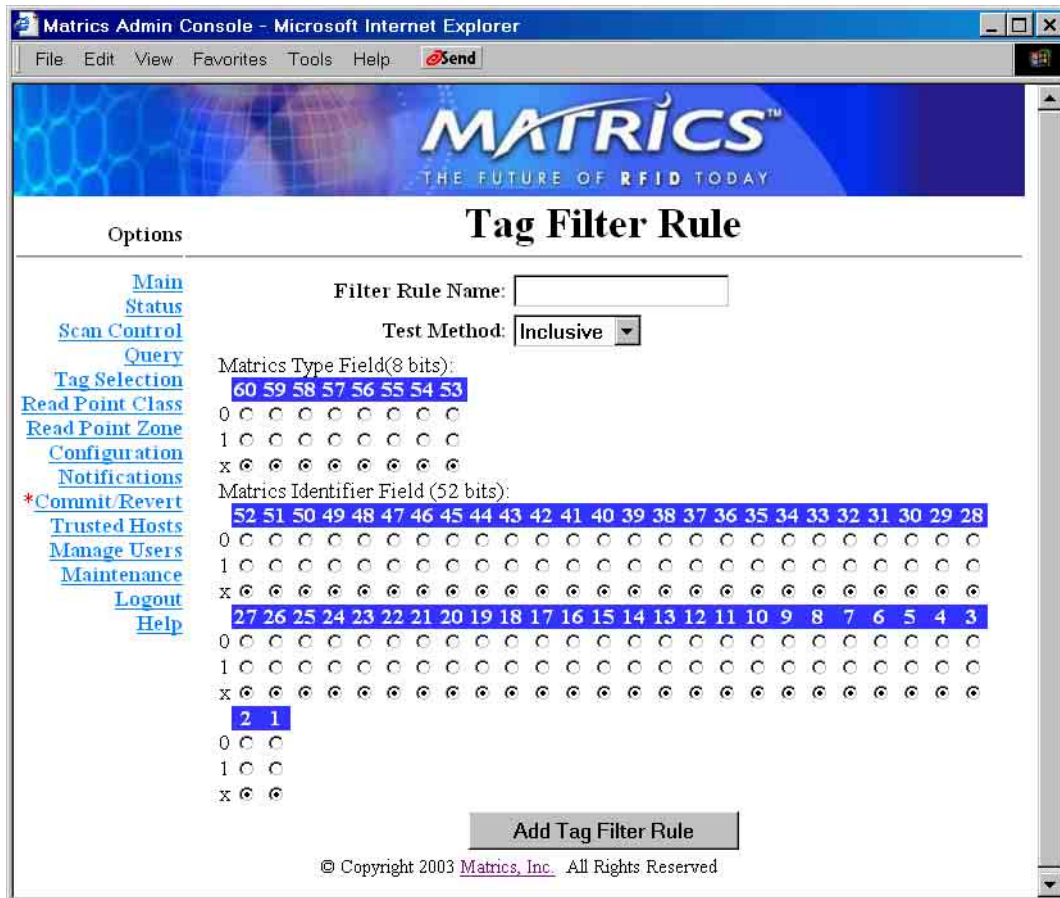 Matrics Admin Console - Microsoft Internet Explorer
File Edit View Favorites Tools Help eSend
MATRICS™
THE FUTURE OF RFID TODAY
Options
Tag Filter Rule
Main
Status
Scan Control
Query
Tag Selection
Read Point Class
Read Point Zone
Configuration
Notifications
*Commit/Revert
Trusted Hosts
Manage Users
Maintenance
Logout
Help
Filter Rule Name:
Test Method: Inclusive
Matrics Type Field(8 bits):
60 59 58 57 56 55 54 53
0
1
x
Matrics Identifier Field (52 bits):
52 51 50 49 48 47 46 45 44 43 42 41 40 39 38 37 36 35 34 33 32 31 30 29 28
0
1
x
27 26 25 24 23 22 21 20 19 18 17 16 15 14 13 12 11 10 9 8 7 6 5 4 3
0
1
x
2 1
0
1
x
Add Tag Filter Rule
© Copyright 2003 Matrics, Inc. All Rights Reserved